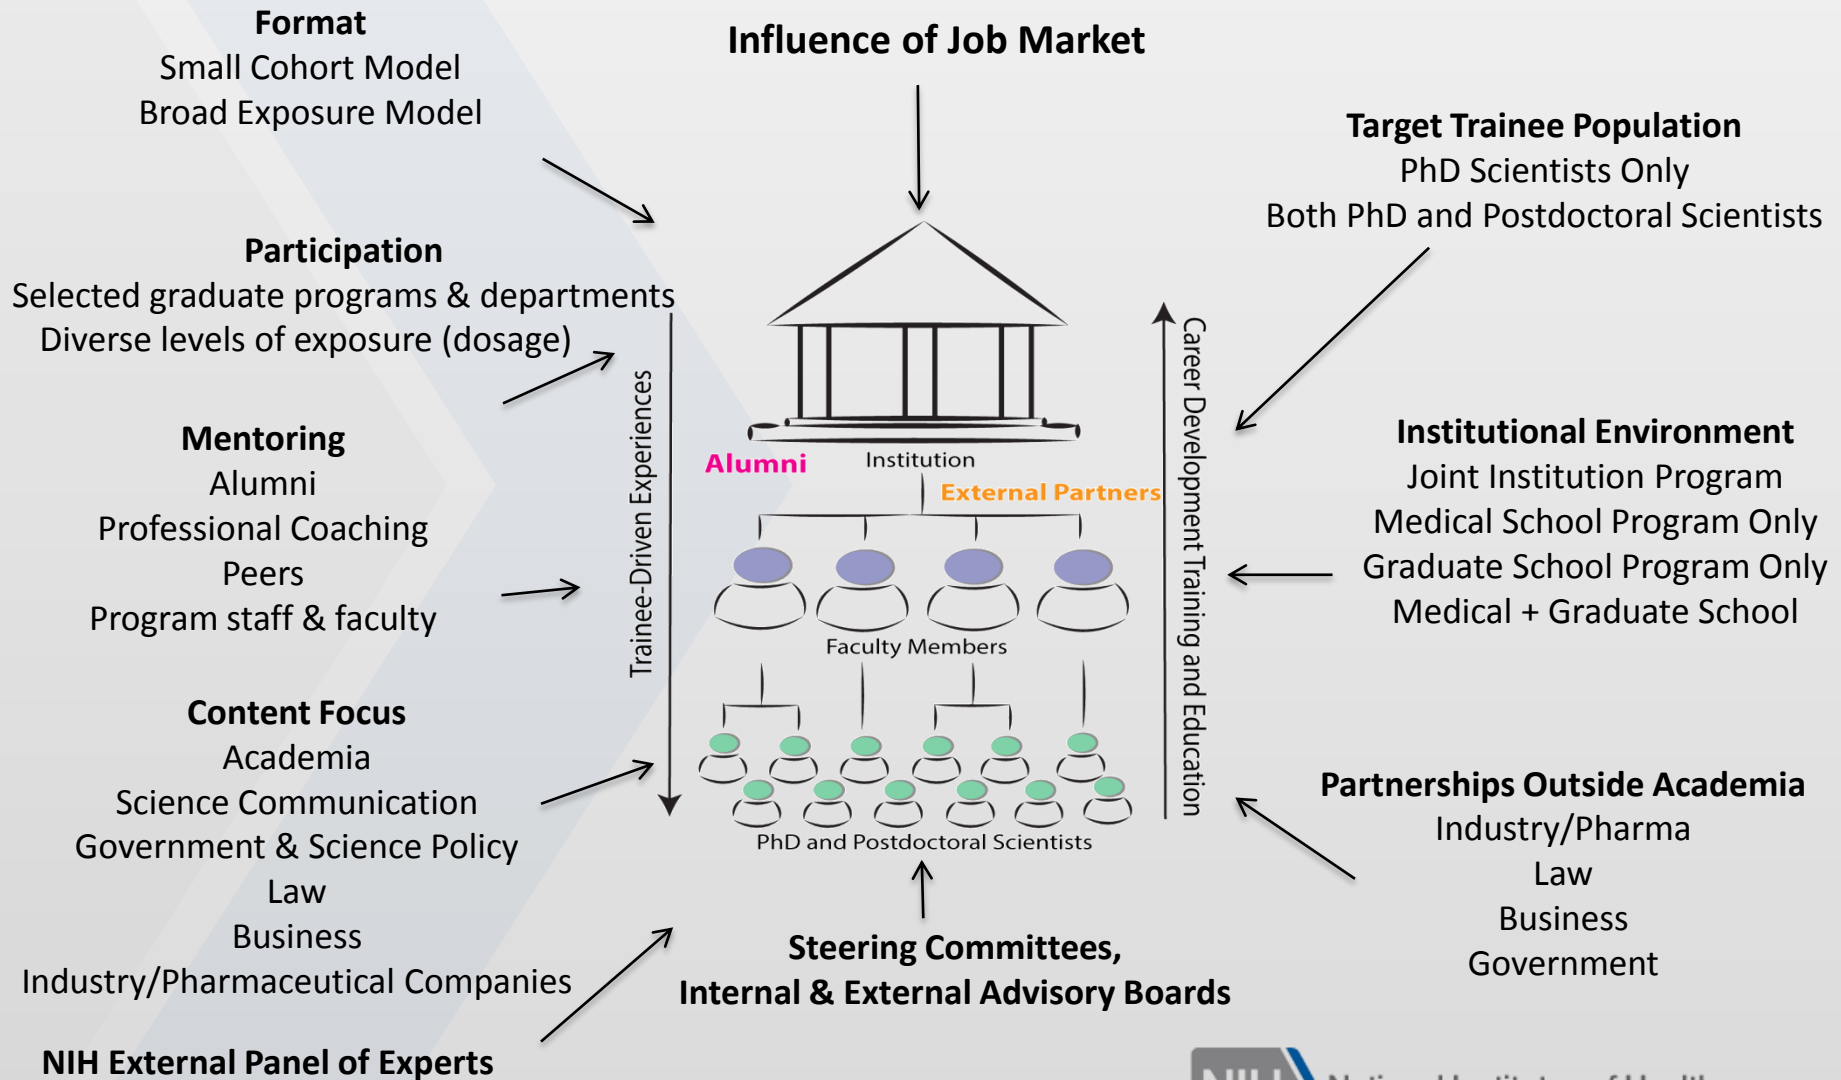 Format
Small Cohort Model
Broad Exposure Model
Influence of Job Market
Target Trainee Population
PhD Scientists Only
Both PhD and Postdoctoral Scientists
Participation
Selected graduate programs & departments
Diverse levels of exposure (dosage)
Mentoring
Alumni
Professional Coaching
Peers
Program staff & faculty
Content Focus
Academia
Science Communication
Government & Science Policy
Law
Business
Industry/Pharmaceutical Companies
NIH External Panel of Experts
Trainee-Driven Experiences
Alumni
Institution
External Partners
Faculty Members
PhD and Postdoctoral Scientists
Career Development Training and Education
Steering Committees,
Internal & External Advisory Boards
Institutional Environment
Joint Institution Program
Medical School Program Only
Graduate School Program Only
Medical + Graduate School
Partnerships Outside Academia
Industry/Pharma
Law
Business
Government
NIH
National Institutes of Health